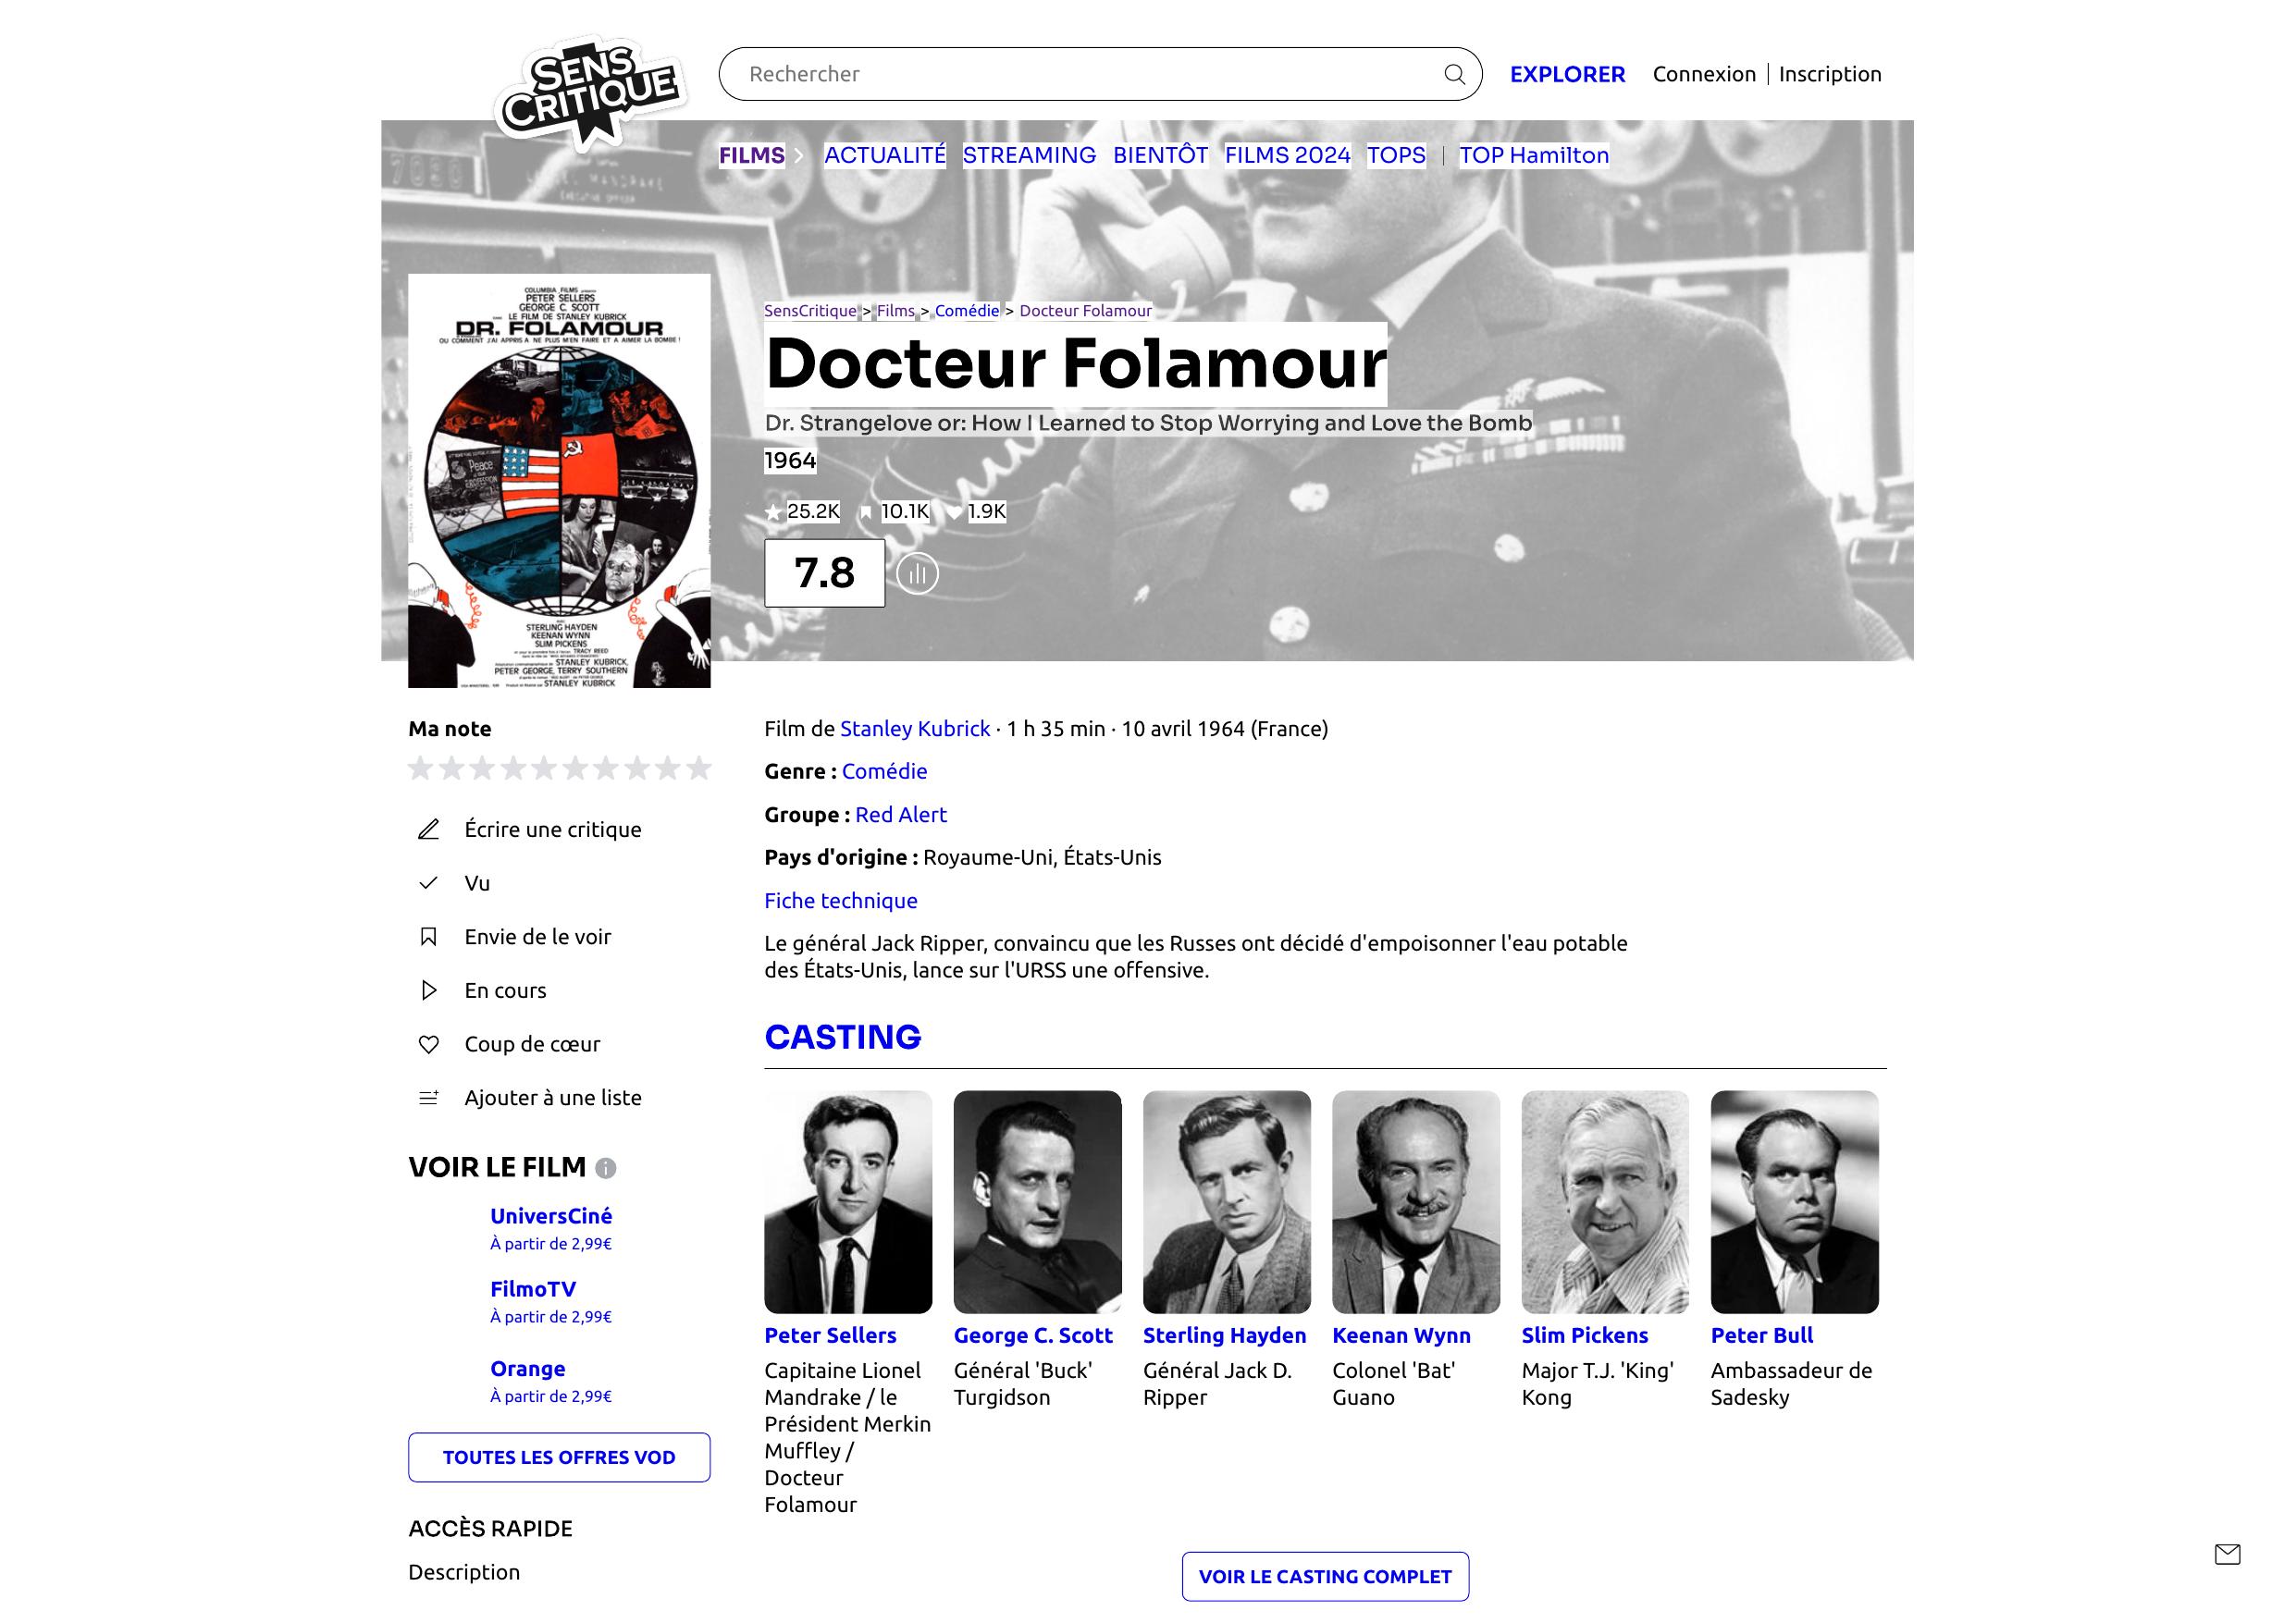 SENS
CRITIQUE
Rechercher
EXPLORER
Connexion | Inscription
FILMS
ACTUALITÉ STREAMING BIENTÔT FILMS 2024 TOPS | TOP Hamilton
COLUMBIA FILMS
PETER SELLERS
GEORGE C. SCOTT
LE FILM DE STANLEY KUBRICK
DR. FOLAMOUR
OU COMMENT J'AI APPRIS A NE PLUS M'EN FAIRE ET A AIMER LA BOMBE !
Peace
STERLING HAYDEN
KEENAN WYNN
SLIM PICKENS
TRACY REED
STANLEY KUBRICK,
PETER GEORGE, TERRY SOUTHERN
STANLEY KUBRICK
SensCritique > Films > Comédie > Docteur Folamour
Docteur Folamour
Dr. Strangelove or: How I Learned to Stop Worrying and Love the Bomb
1964
25.2K 10.1K 1.9K
7.8
Ma note
Écrire une critique
Vu
Envie de le voir
En cours
Coup de cœur
Ajouter à une liste
VOIR LE FILM
UniversCiné
À partir de 2,99€
FilmoTV
À partir de 2,99€
Orange
À partir de 2,99€
TOUTES LES OFFRES VOD
ACCÈS RAPIDE
Description
Film de Stanley Kubrick · 1 h 35 min · 10 avril 1964 (France)
Genre : Comédie
Groupe : Red Alert
Pays d'origine : Royaume-Uni, États-Unis
Fiche technique
Le général Jack Ripper, convaincu que les Russes ont décidé d'empoisonner l'eau potable
des États-Unis, lance sur l'URSS une offensive.
CASTING
Peter Sellers
Capitaine Lionel
Mandrake / le
Président Merkin
Muffley /
Docteur
Folamour
George C. Scott
Général 'Buck'
Turgidson
Sterling Hayden
Général Jack D.
Ripper
Keenan Wynn
Colonel 'Bat'
Guano
Slim Pickens
Major T.J. 'King'
Kong
Peter Bull
Ambassadeur de
Sadesky
VOIR LE CASTING COMPLET